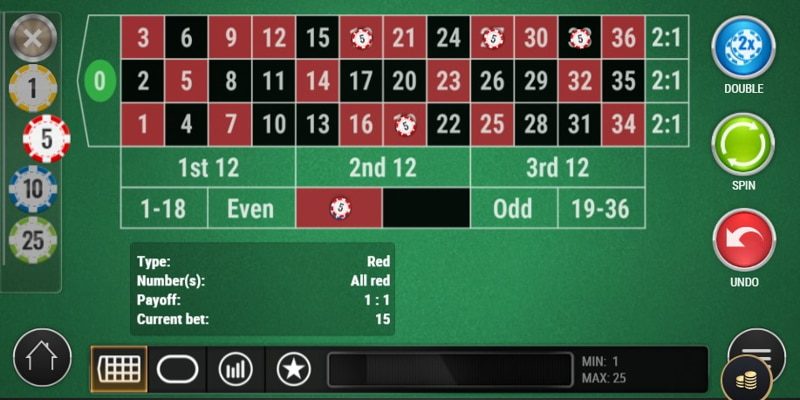 3 6 9 12 15 5 21 24 5 30 5 36 2:1
0 2 5 8 11 14 17 20 23 26 29 32 35 2:1
1 4 7 10 13 16 5 22 25 28 31 34 2:1
1st 12 2nd 12 3rd 12
1-18 Even 5 Odd 19-36
1
5
10
25
2x
DOUBLE
SPIN
UNDO
Type: Red
Number(s): All red
Payoff: 1 : 1
Current bet: 15
MIN: 1
MAX: 25